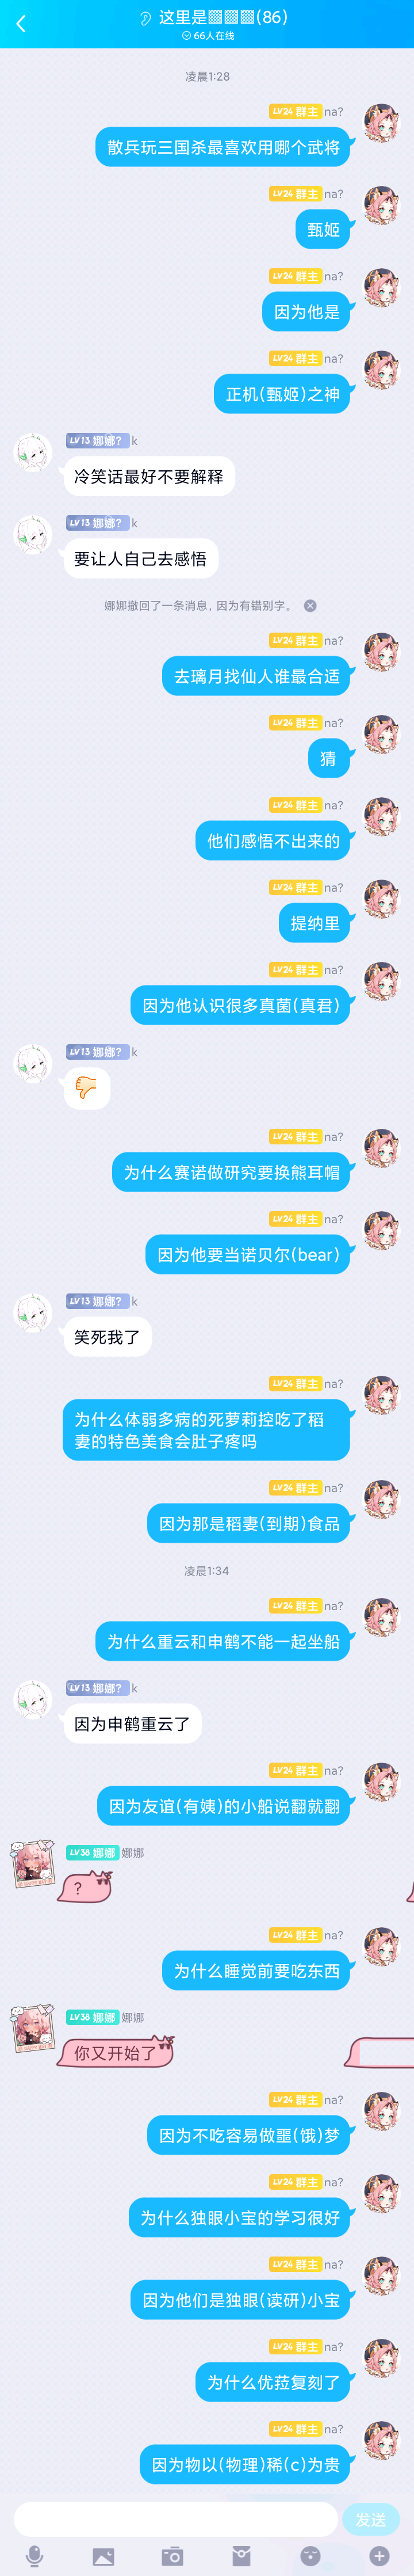 这里是▨▨▨(86)
66人在线
凌晨1:28
LV24 群主 na?
散兵玩三国杀最喜欢用哪个武将
LV24 群主 na?
甄姬
LV24 群主 na?
因为他是
LV24 群主 na?
正机(甄姬)之神
LV13 娜娜? k
冷笑话最好不要解释
LV13 娜娜? k
要让人自己去感悟
娜娜撤回了一条消息，因为有错别字。
LV24 群主 na?
去璃月找仙人谁最合适
LV24 群主 na?
猜
LV24 群主 na?
他们感悟不出来的
LV24 群主 na?
提纳里
LV24 群主 na?
因为他认识很多真菌(真君)
LV13 娜娜? k
LV24 群主 na?
为什么赛诺做研究要换熊耳帽
LV24 群主 na?
因为他要当诺贝尔(bear)
LV13 娜娜? k
笑死我了
LV24 群主 na?
为什么体弱多病的死萝莉控吃了稻
妻的特色美食会肚子疼吗
LV24 群主 na?
因为那是稻妻(到期)食品
凌晨1:34
LV24 群主 na?
为什么重云和申鹤不能一起坐船
LV13 娜娜? k
因为申鹤重云了
LV24 群主 na?
因为友谊(有姨)的小船说翻就翻
LV38 娜娜 娜娜
?
LV24 群主 na?
为什么睡觉前要吃东西
LV38 娜娜 娜娜
你又开始了
LV24 群主 na?
因为不吃容易做噩(饿)梦
LV24 群主 na?
为什么独眼小宝的学习很好
LV24 群主 na?
因为他们是独眼(读研)小宝
LV24 群主 na?
为什么优菈复刻了
LV24 群主 na?
因为物以(物理)稀(c)为贵
发送